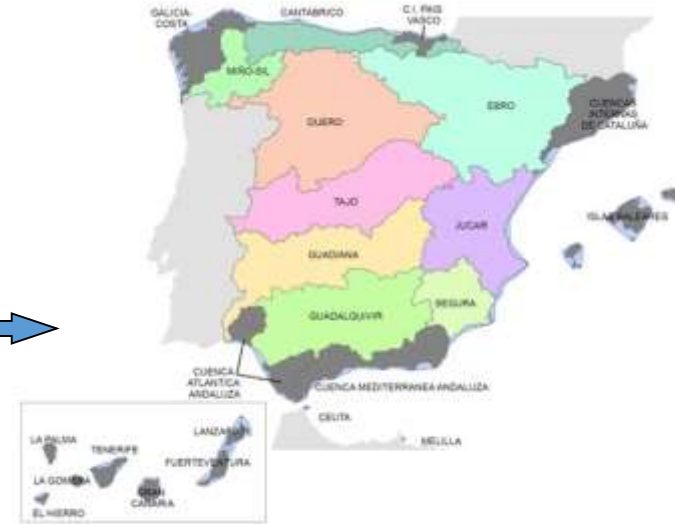 GALICIA-
COSTA
CANTÁBRICO
C.I. PAIS
VASCO
MIÑO-SIL
DUERO
EBRO
CUENCAS
INTERNAS
DE CATALUÑA
TAJO
JUCAR
ISLAS BALEARES
GUADIANA
GUADALQUIVIR
SEGURA
CUENCA
ATLANTICA
ANDALUZA
CUENCA MEDITERRANEA ANDALUZA
CEUTA
MELILLA
LANZAROTE
LA PALMA
TENERIFE
FUERTEVENTURA
LA GOMERA
GRAN
CANARIA
EL HIERRO